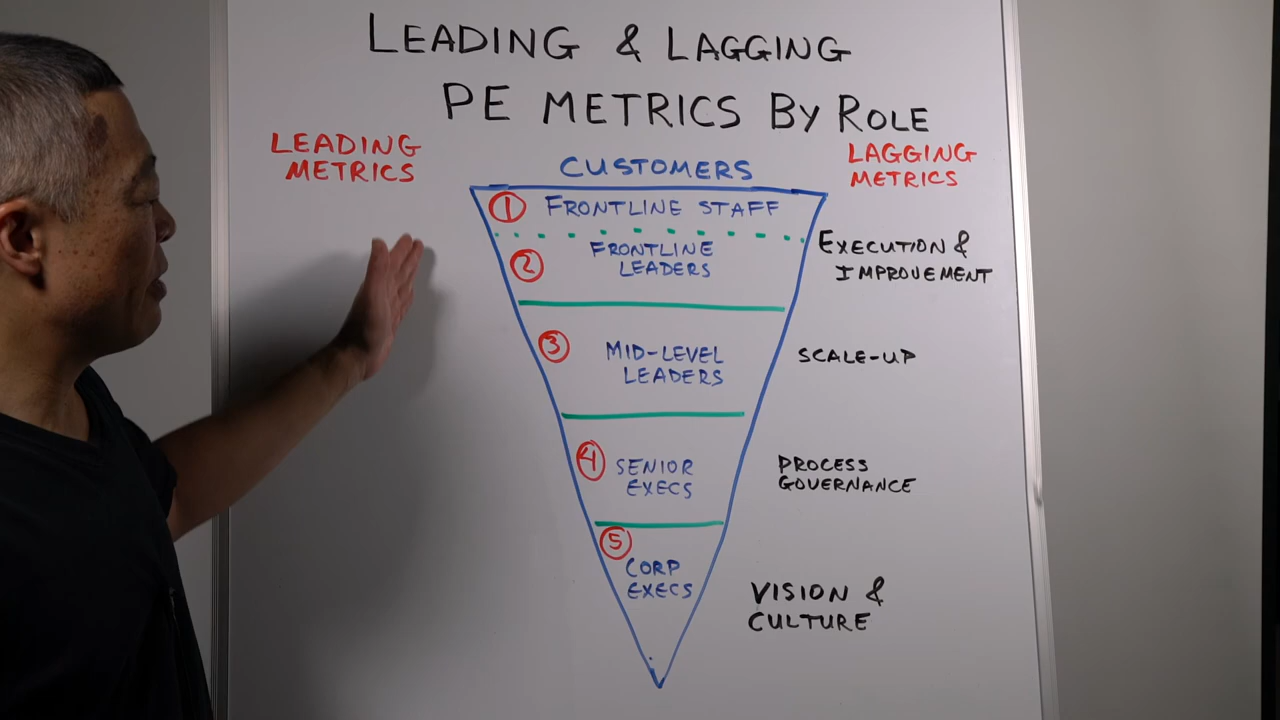 LEADING & LAGGING
PE METRICS BY ROLE
LEADING
METRICS
CUSTOMERS
LAGGING
METRICS
1 FRONTLINE STAFF
2 FRONTLINE
LEADERS
EXECUTION &
IMPROVEMENT
3 MID-LEVEL
LEADERS
SCALE-UP
4 SENIOR
EXECS
PROCESS
GOVERNANCE
5
CORP
EXECS
VISION &
CULTURE